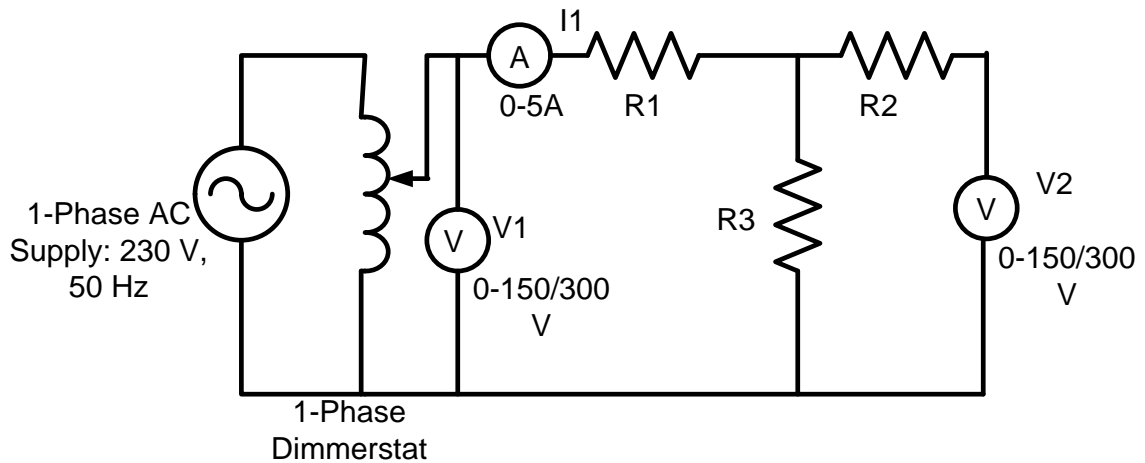 1-Phase AC
Supply: 230 V,
50 Hz
1-Phase
Dimmerstat
V
V1
0-150/300
V
A
0-5A
I1
R1
R3
R2
V
V2
0-150/300
V